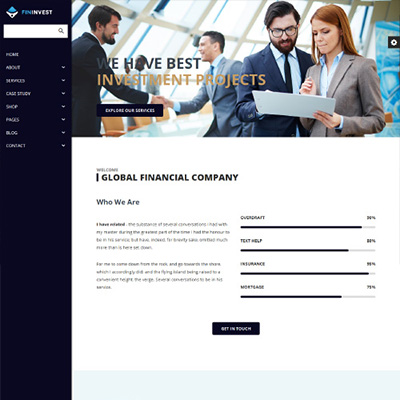 FININVEST
HOME
ABOUT
SERVICES
CASE STUDY
SHOP
PAGES
BLOG
CONTACT
WE HAVE BEST
INVESTMENT PROJECTS
EXPLORE OUR SERVICES
WELCOME
GLOBAL FINANCIAL COMPANY
Who We Are
I have related , the substance of several conversations I had with
my master during the greatest part of the time I had the honour to
be in his service; but have, indeed, for brevity sake, omitted much
more than is here set down.
For me to come down from the rock, and go towards the shore,
which I accordingly did; and the flying island being raised to a
convenient height, the verge. Several conversations to be in his
service.
OVERDRAFT 90%
TEXT HELP 80%
INSURANCE 95%
MORTGAGE 75%
GET IN TOUCH